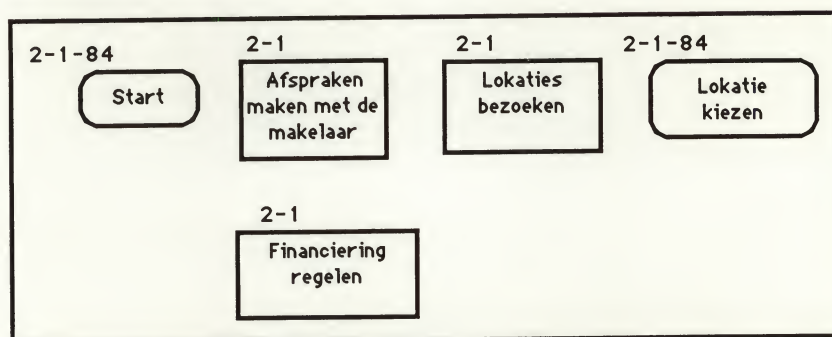 2-1-84
Start
2-1
Afspraken
maken met de
makelaar
2-1
Lokaties
bezoeken
2-1-84
Lokatie
kiezen
2-1
Financiering
regelen